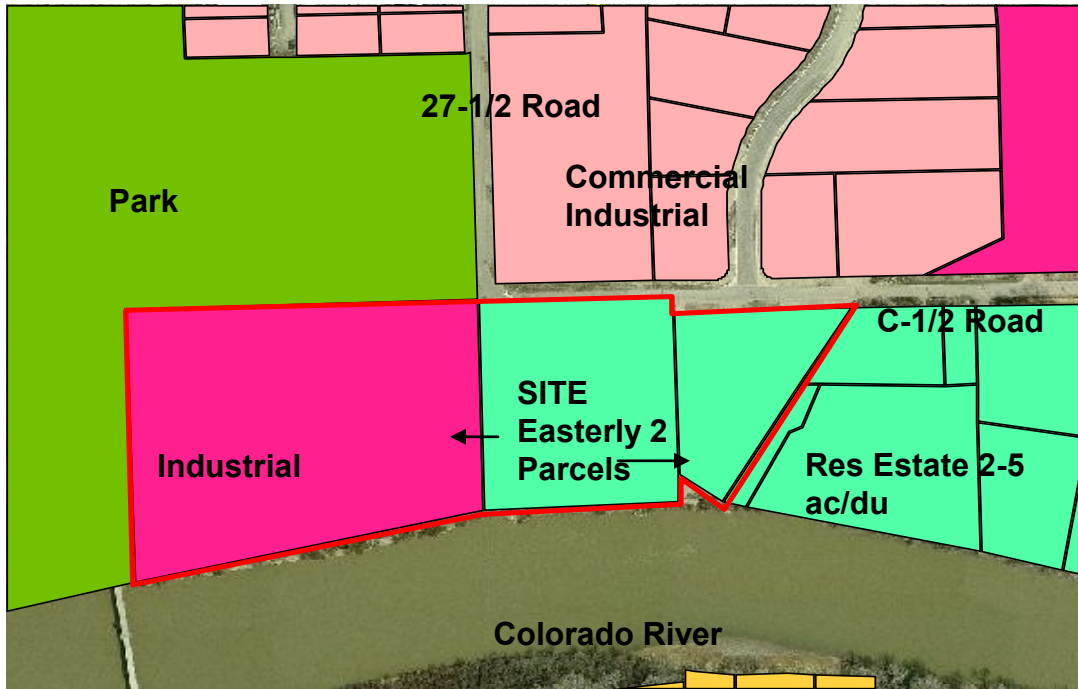 27-1/2 Road
Park
Commercial
Industrial
C-1/2 Road
SITE
Easterly 2
Parcels
Industrial
Res Estate 2-5
ac/du
Colorado River